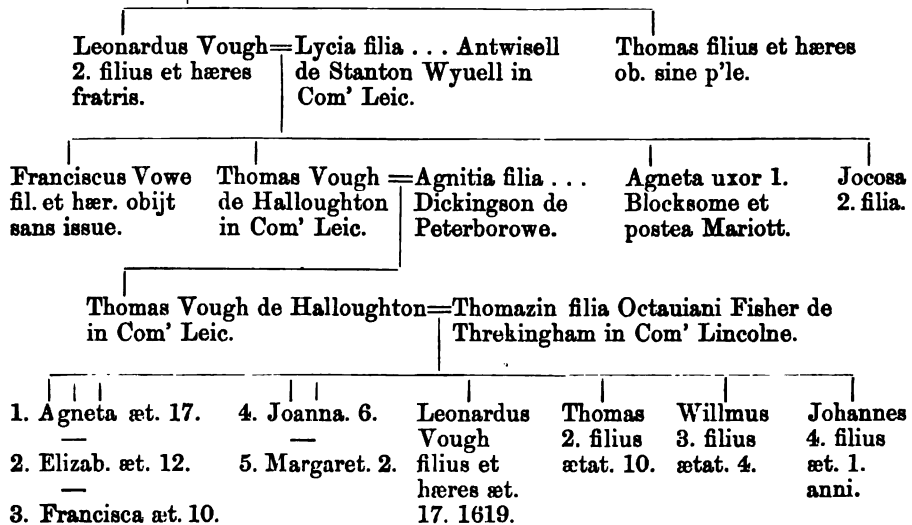 Leonardus Vough=Lycia filia . . . Antwisell
2. filius et hæres de Stanton Wyuell in
fratris. Com' Leic.
Thomas filius et hæres
ob. sine p'le.
Franciscus Vowe
fil. et hær. obijt
sans issue.
Thomas Vough =Agnitia filia . . .
de Halloughton Dickingson de
in Com' Leic. Peterborowe.
Agneta uxor 1.
Blocksome et
postea Mariott.
Jocosa
2. filia.
Thomas Vough de Halloughton=Thomazin filia Octauiani Fisher de
in Com' Leic. Threkingham in Com' Lincolne.
1. Agneta æt. 17.
2. Elizab. æt. 12.
3. Francisca æt. 10.
4. Joanna. 6.
5. Margaret. 2.
Leonardus
Vough
filius et
hæres æt.
17. 1619.
Thomas
2. filius
ætat. 10.
Willmus
3. filius
ætat. 4.
Johannes
4. filius
æt. 1.
anni.